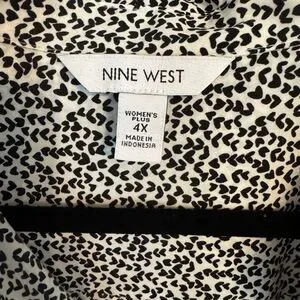 NINE WEST
WOMEN'S
PLUS
4X
MADE IN
INDONESIA